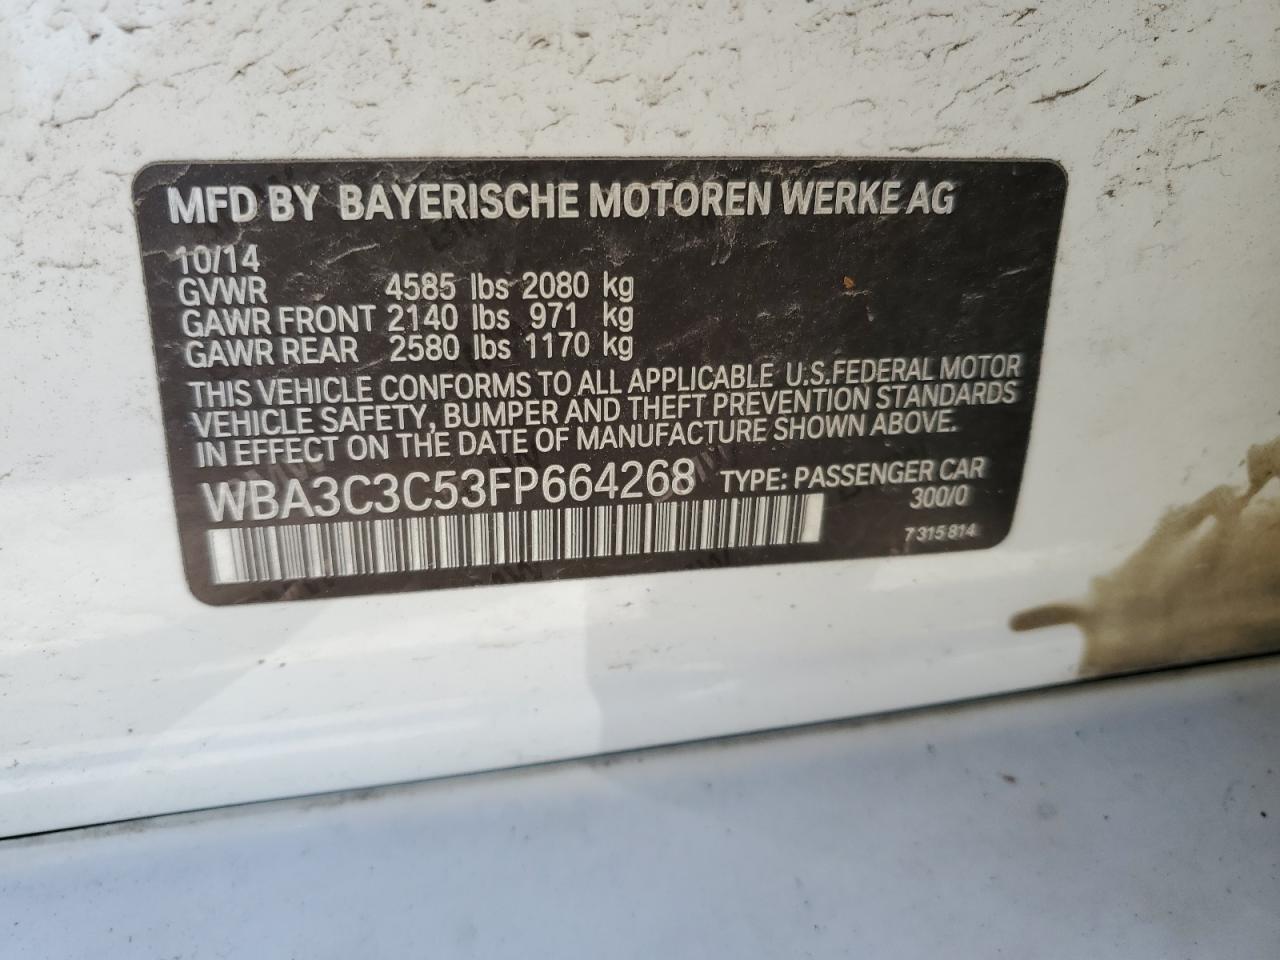 MFD BY BAYERISCHE MOTOREN WERKE AG
10/14
GVWR 4585 lbs 2080 kg
GAWR FRONT 2140 lbs 971 kg
GAWR REAR 2580 lbs 1170 kg
THIS VEHICLE CONFORMS TO ALL APPLICABLE U.S.FEDERAL MOTOR
VEHICLE SAFETY, BUMPER AND THEFT PREVENTION STANDARDS
IN EFFECT ON THE DATE OF MANUFACTURE SHOWN ABOVE.
WBA3C3C53FP664268 TYPE: PASSENGER CAR
300/0
7 315 814